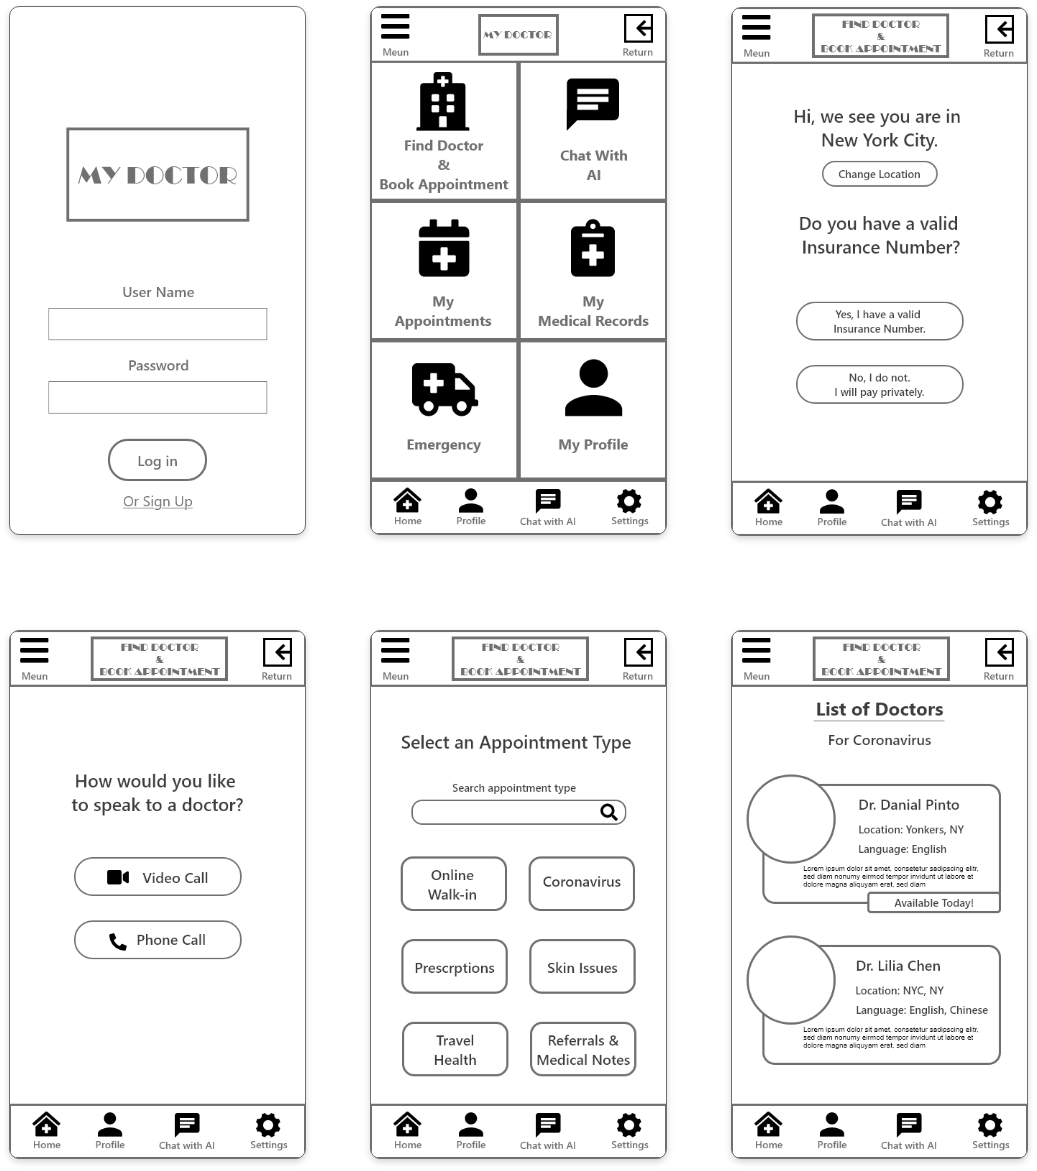 MY DOCTOR
User Name
Password
Log in
Or Sign Up
Meun
MY DOCTOR
Return
Find Doctor
&
Book Appointment
Chat With
AI
My
Appointments
My
Medical Records
Emergency
My Profile
Home
Profile
Chat with AI
Settings
Meun
FIND DOCTOR
&
BOOK APPOINTMENT
Return
Hi, we see you are in
New York City.
Change Location
Do you have a valid
Insurance Number?
Yes, I have a valid
Insurance Number.
No, I do not.
I will pay privately.
Home
Profile
Chat with AI
Settings
Meun
FIND DOCTOR
&
BOOK APPOINTMENT
Return
How would you like
to speak to a doctor?
Video Call
Phone Call
Home
Profile
Chat with AI
Settings
Meun
FIND DOCTOR
&
BOOK APPOINTMENT
Return
Select an Appointment Type
Search appointment type
Online
Walk-in
Coronavirus
Prescrptions
Skin Issues
Travel
Health
Referrals &
Medical Notes
Home
Profile
Chat with AI
Settings
Meun
FIND DOCTOR
&
BOOK APPOINTMENT
Return
List of Doctors
For Coronavirus
Dr. Danial Pinto
Location: Yonkers, NY
Language: English
Lorem ipsum dolor sit amet, consetetur sadipscing elitr,
sed diam nonumy eirmod tempor invidunt ut labore et
dolore magna aliquyam erat, sed diam
Available Today!
Dr. Lilia Chen
Location: NYC, NY
Language: English, Chinese
Lorem ipsum dolor sit amet, consetetur sadipscing elitr,
sed diam nonumy eirmod tempor invidunt ut labore et
dolore magna aliquyam erat, sed diam
Home
Profile
Chat with AI
Settings